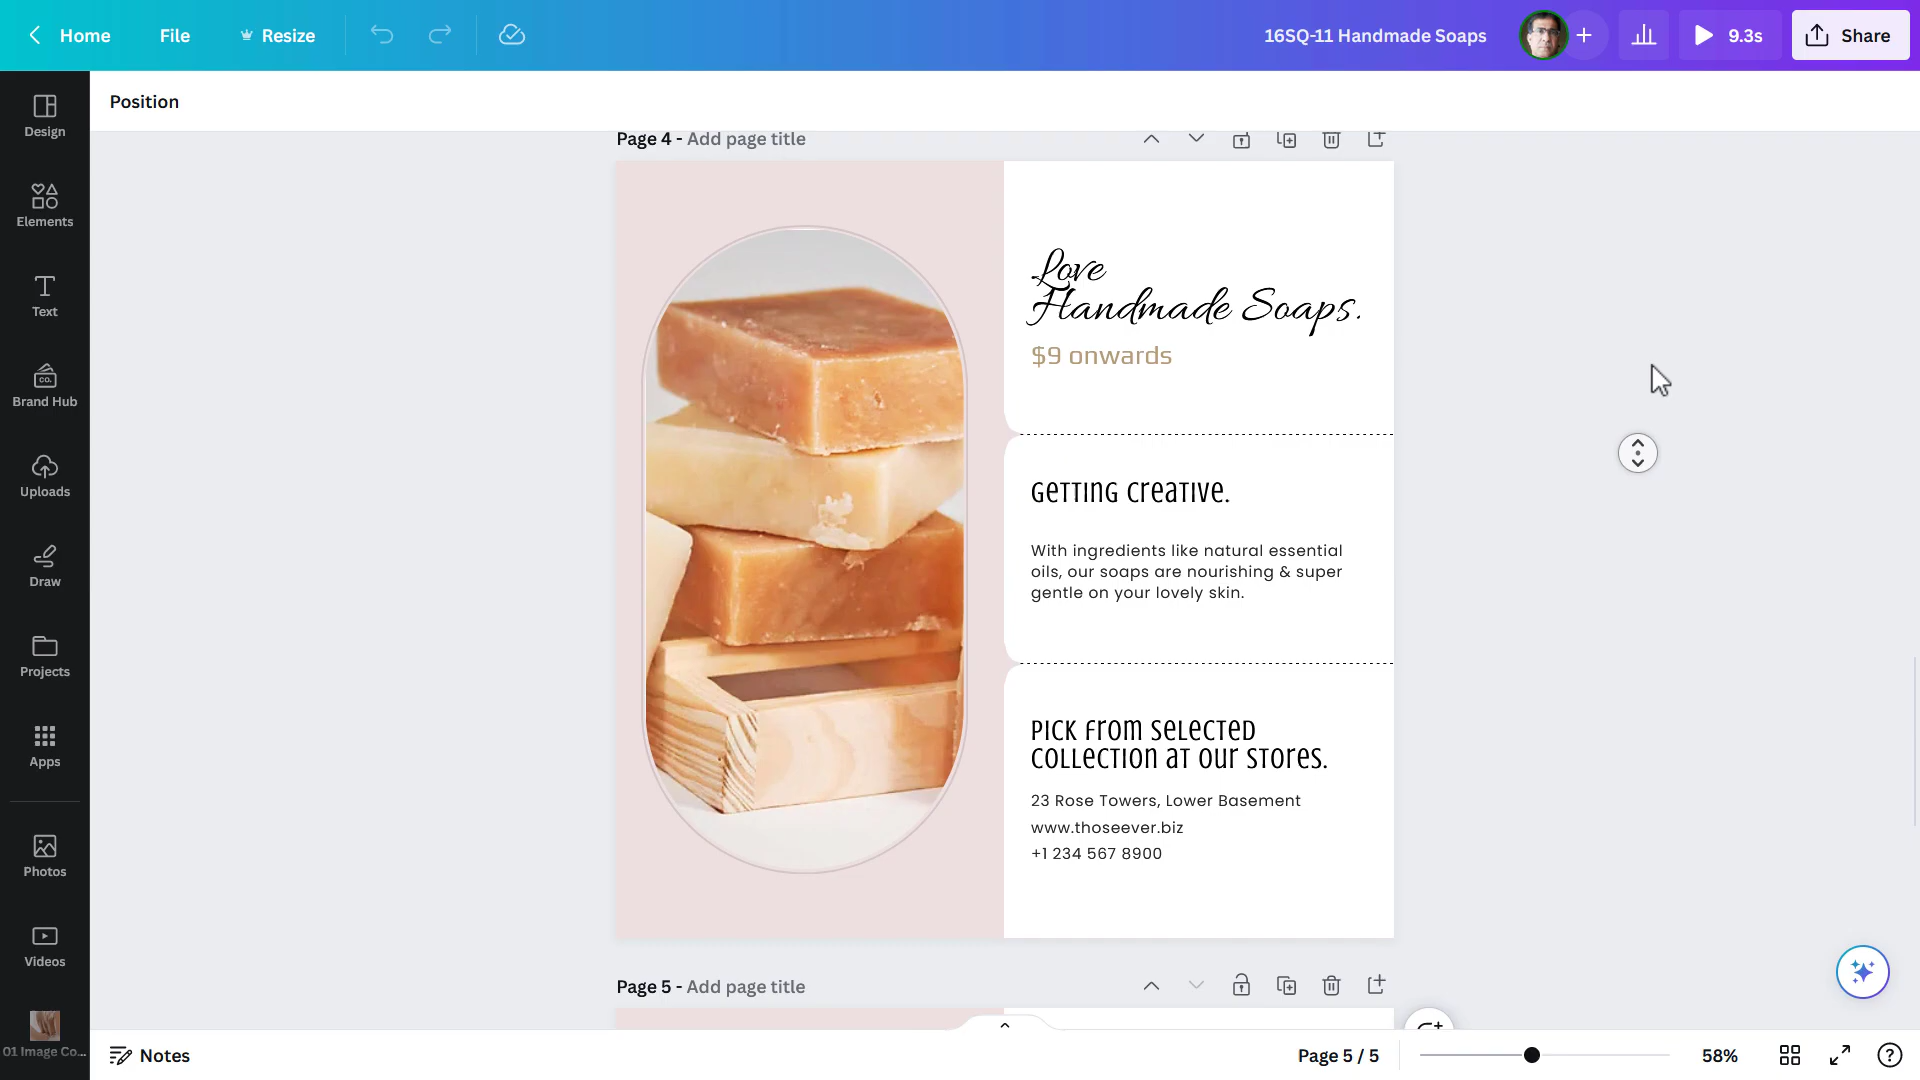 Home
File
Resize
16SQ-11 Handmade Soaps
9.3s
Share
Position
Design
Elements
Text
CO.
Brand Hub
Uploads
Draw
Projects
Apps
Photos
Videos
01 Image Co...
Page 4 - Add page title
Love
Handmade Soaps.
$9 onwards
Getting Creative.
With ingredients like natural essential
oils, our soaps are nourishing & super
gentle on your lovely skin.
Pick from selected
collection at our stores.
23 Rose Towers, Lower Basement
www.thoseever.biz
+1 234 567 8900
Page 5 - Add page title
Notes
Page 5 / 5
58%